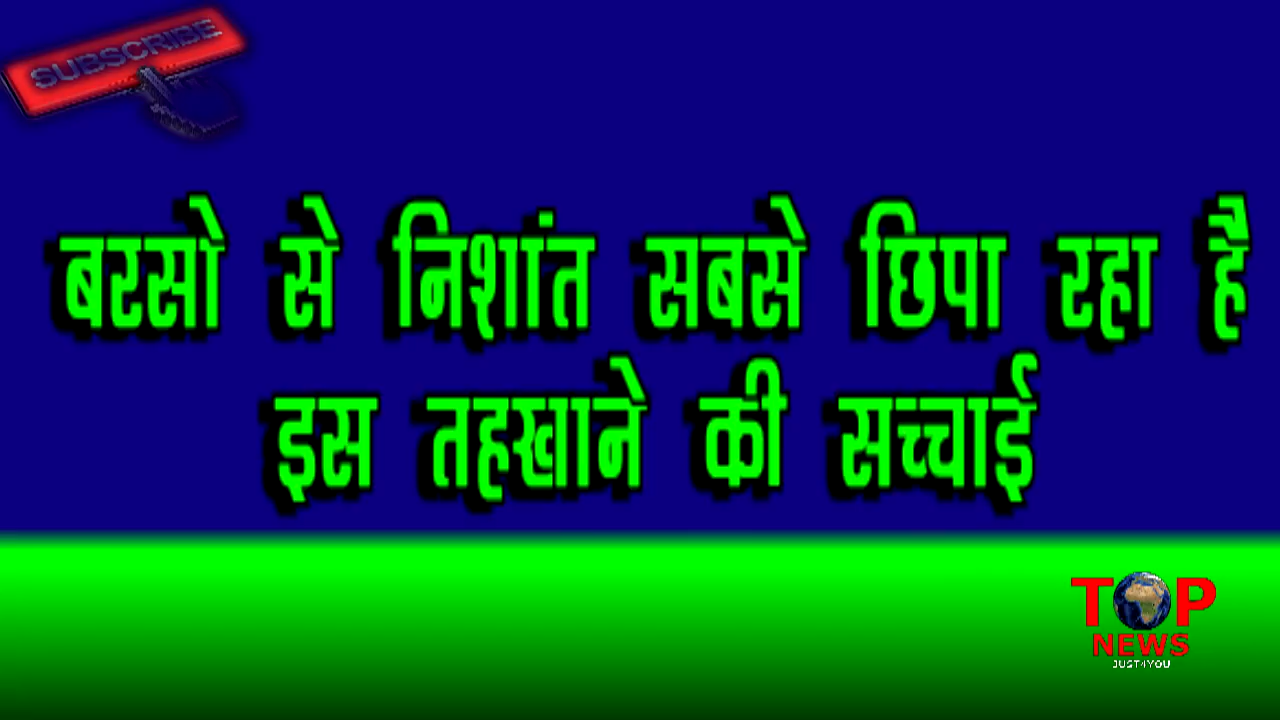 SUBSCRIBE
बरसो से निशांत सबसे छिपा रहा है
इस तहखाने की सच्चाई
TOP
NEWS
JUST4YOU